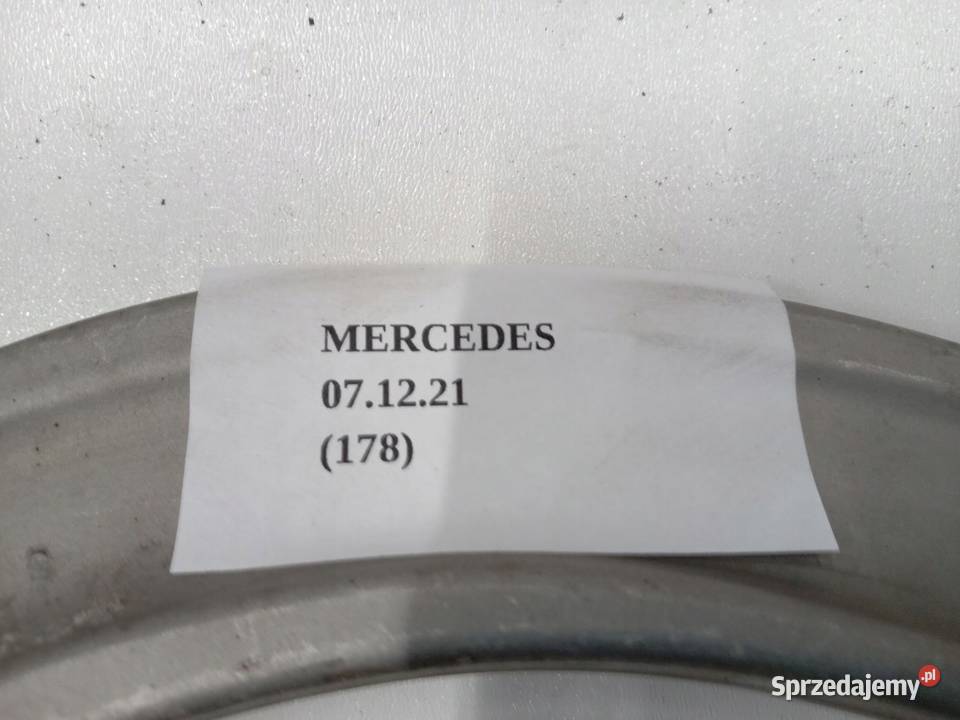 MERCEDES
07.12.21
(178)
Sprzedajemy.pl